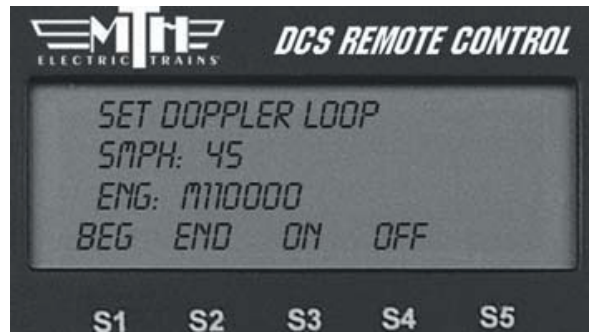 MTH
ELECTRIC TRAINS
DCS REMOTE CONTROL
SET DOPPLER LOOP
SMPH: 45
ENG: M110000
BEG END ON OFF
S1 S2 S3 S4 S5